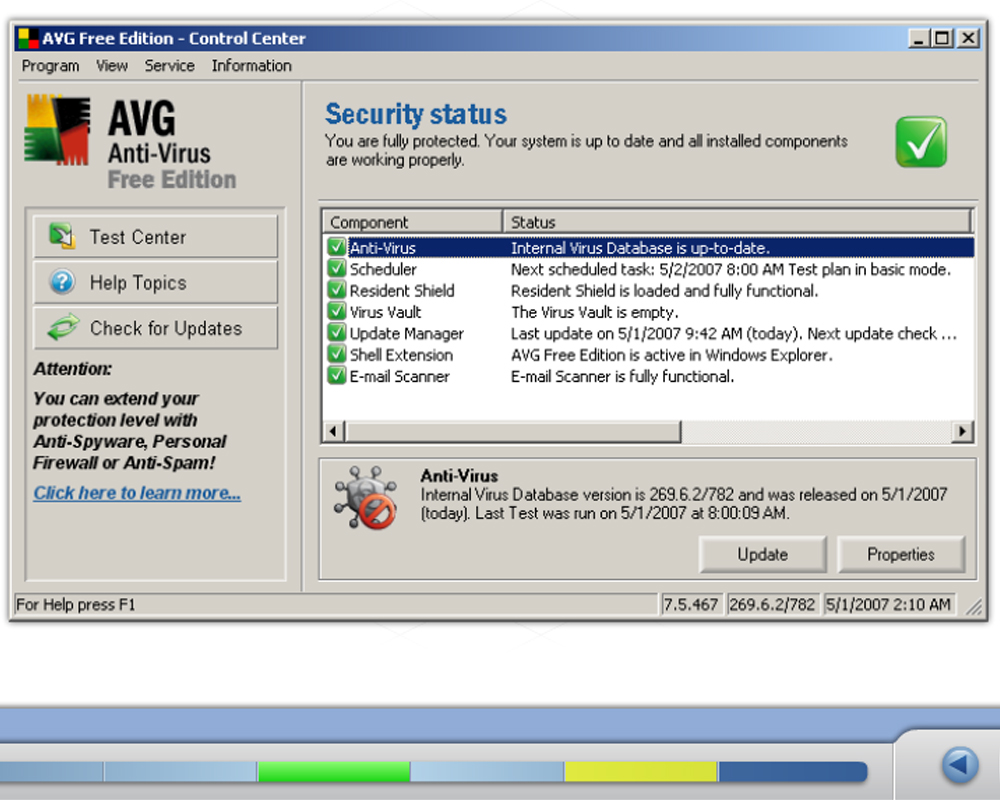 AVG Free Edition - Control Center
Program View Service Information
AVG
Anti-Virus
Free Edition
Test Center
Help Topics
Check for Updates
Attention:
You can extend your
protection level with
Anti-Spyware, Personal
Firewall or Anti-Spam!
Click here to learn more...
Security status
You are fully protected. Your system is up to date and all installed components
are working properly.
Component Status
Anti-Virus Internal Virus Database is up-to-date.
Scheduler Next scheduled task: 5/2/2007 8:00 AM Test plan in basic mode.
Resident Shield Resident Shield is loaded and fully functional.
Virus Vault The Virus Vault is empty.
Update Manager Last update on 5/1/2007 9:42 AM (today). Next update check ...
Shell Extension AVG Free Edition is active in Windows Explorer.
E-mail Scanner E-mail Scanner is fully functional.
Anti-Virus
Internal Virus Database version is 269.6.2/782 and was released on 5/1/2007
(today). Last Test was run on 5/1/2007 at 8:00:09 AM.
Update Properties
For Help press F1 7.5.467 269.6.2/782 5/1/2007 2:10 AM